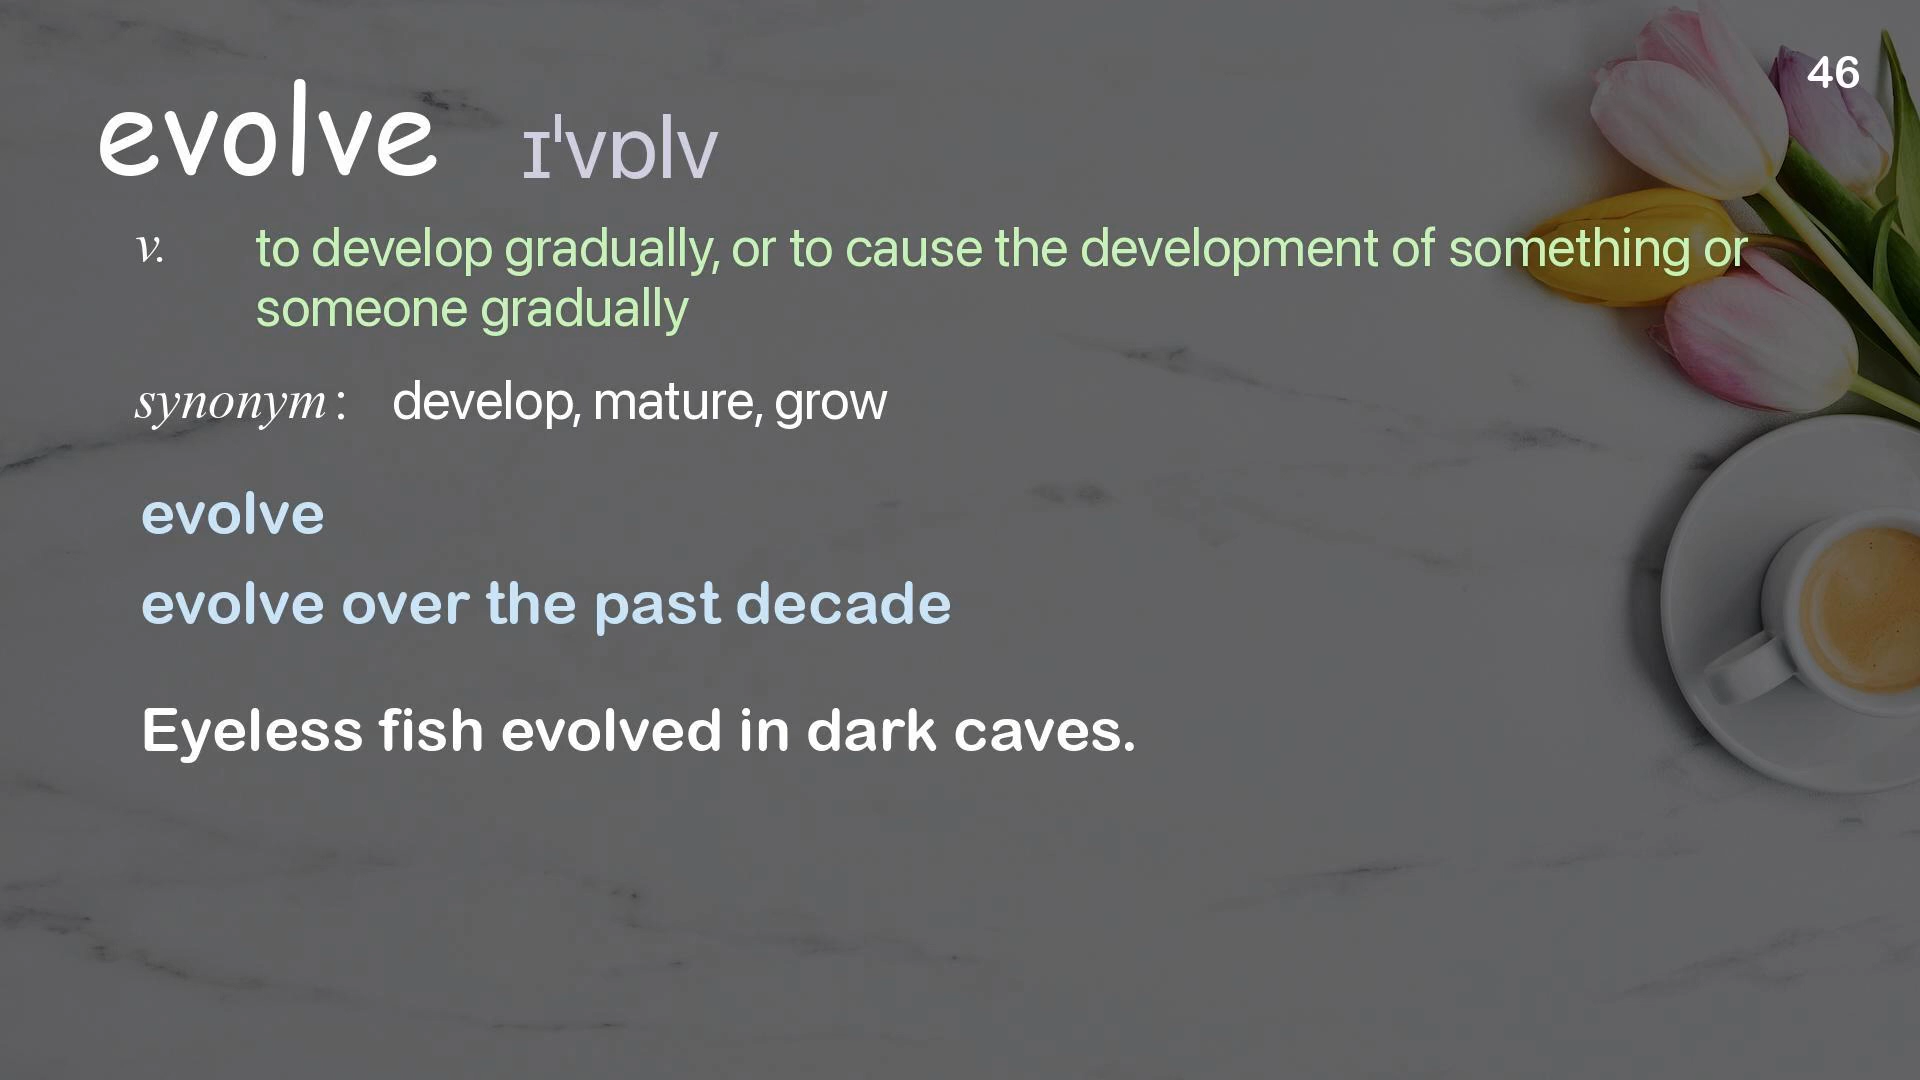 46
evolve ɪˈvɒlv
v. to develop gradually, or to cause the development of something or
someone gradually
synonym: develop, mature, grow
evolve
evolve over the past decade
Eyeless fish evolved in dark caves.